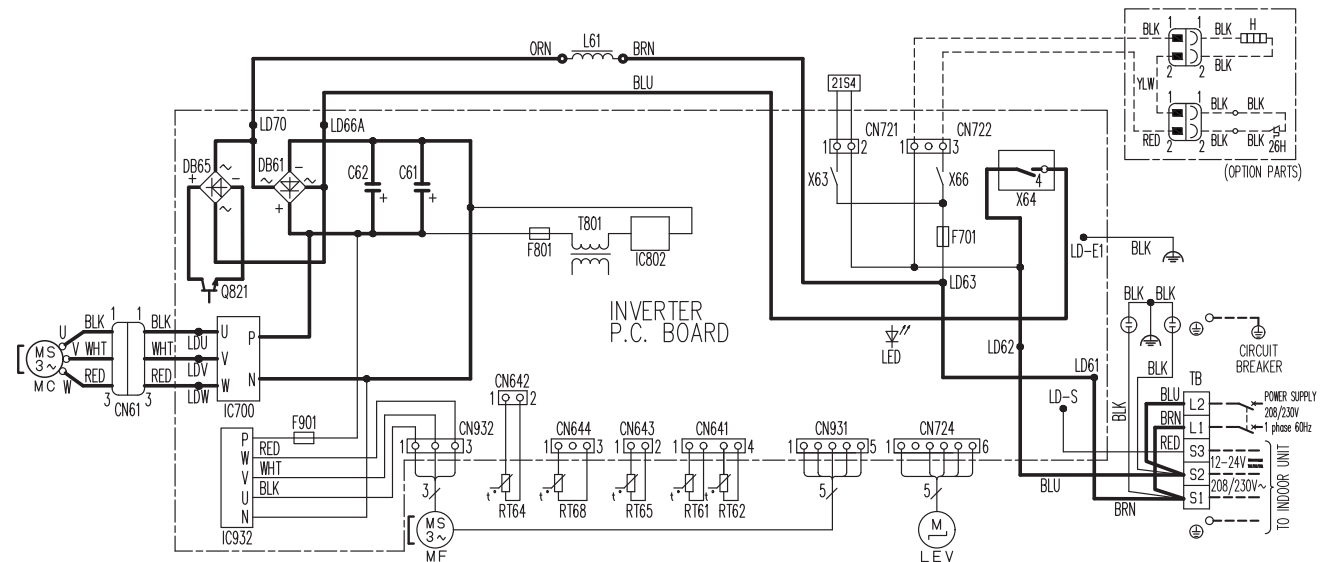 ORN L61 BRN
BLU
1 1
BLK BLK H
2 2 BLK
YLW
1 1
BLK BLK
RED BLK BLK 26H
2 2
(OPTION PARTS)
21S4
LD70 LD66A
CN721 CN722
1 2 1 3
DB65 ~ DB61 −
+ − ~ ~
~ +
C62 C61
+ +
X63 X66
4
X64
T801
F801 IC802
F701
LD-E1 BLK
Q821
LD63
INVERTER
P.C. BOARD
LED
BLK BLK
LD62
CIRCUIT
BREAKER
1 1
U BLK BLK U P
LDU
MS
3~
V WHT WHT V
LDV
MC W RED RED W N
LDW
3 3
CN61
IC700
LD61
BLK
LD-S
TB
BLU L2
BRN L1
RED S3
S2
S1
BLK
POWER SUPPLY
208/230V
1 phase 60Hz
12-24V
208/230V~
TO INDOOR UNIT
BLU
BRN
CN642
1 2
F901
CN932
1 3
CN644
1 3
CN643
1 2
CN641
1 4
CN931
1 5
CN724
1 6
P
W RED
V WHT
U BLK
N
IC932
3
5
5
t° t° t° t° t°
RT64 RT68 RT65 RT61 RT62
MS
3~
MF
M
LEV